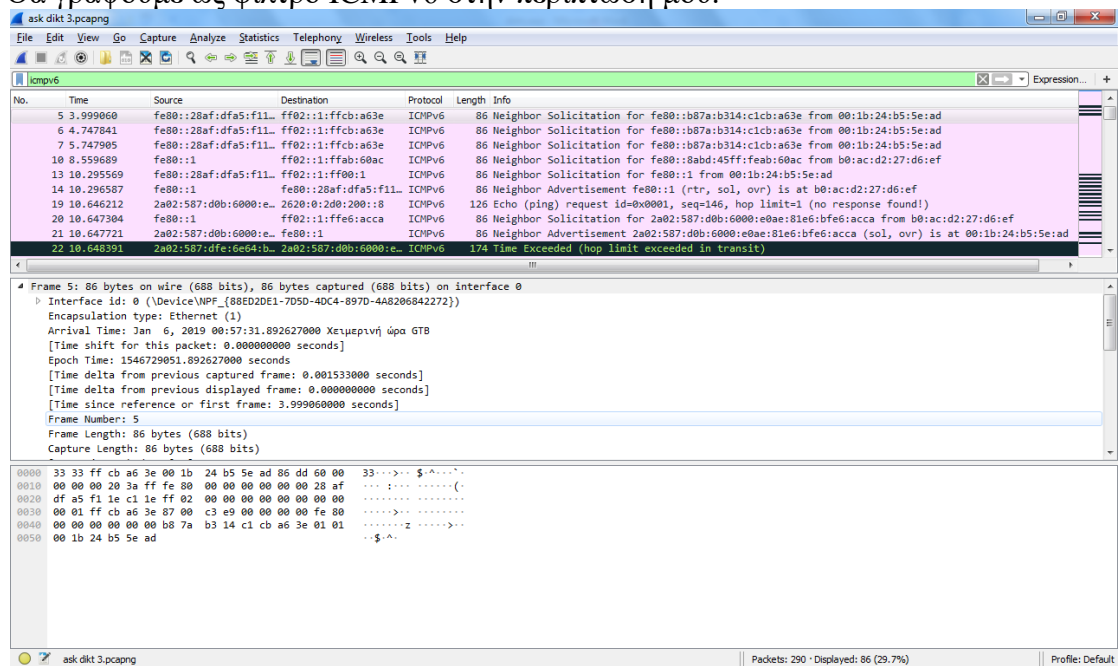 Θα γράφουμε ως φίλτρο ICMPv6 στην περίπτωση μου.
ask dikt 3.pcapng
File Edit View Go Capture Analyze Statistics Telephony Wireless Tools Help
icmpv6 Expression... +
No. Time Source Destination Protocol Length Info
5 3.999060 fe80::28af:dfa5:f11… ff02::1:ffcb:a63e ICMPv6 86 Neighbor Solicitation for fe80::b87a:b314:c1cb:a63e from 00:1b:24:b5:5e:ad
6 4.747841 fe80::28af:dfa5:f11… ff02::1:ffcb:a63e ICMPv6 86 Neighbor Solicitation for fe80::b87a:b314:c1cb:a63e from 00:1b:24:b5:5e:ad
7 5.747905 fe80::28af:dfa5:f11… ff02::1:ffcb:a63e ICMPv6 86 Neighbor Solicitation for fe80::b87a:b314:c1cb:a63e from 00:1b:24:b5:5e:ad
10 8.559689 fe80::1 ff02::1:ffab:60ac ICMPv6 86 Neighbor Solicitation for fe80::8abd:45ff:feab:60ac from b0:ac:d2:27:d6:ef
13 10.295569 fe80::28af:dfa5:f11… ff02::1:ff00:1 ICMPv6 86 Neighbor Solicitation for fe80::1 from 00:1b:24:b5:5e:ad
14 10.296587 fe80::1 fe80::28af:dfa5:f11… ICMPv6 86 Neighbor Advertisement fe80::1 (rtr, sol, ovr) is at b0:ac:d2:27:d6:ef
19 10.646212 2a02:587:d0b:6000:e… 2620:0:2d0:200::8 ICMPv6 126 Echo (ping) request id=0x0001, seq=146, hop limit=1 (no response found!)
20 10.647304 fe80::1 ff02::1:ffe6:acca ICMPv6 86 Neighbor Solicitation for 2a02:587:d0b:6000:e0ae:81e6:bfe6:acca from b0:ac:d2:27:d6:ef
21 10.647721 2a02:587:d0b:6000:e… fe80::1 ICMPv6 86 Neighbor Advertisement 2a02:587:d0b:6000:e0ae:81e6:bfe6:acca (sol, ovr) is at 00:1b:24:b5:5e:ad
22 10.648391 2a02:587:dfe:6e64:b… 2a02:587:d0b:6000:e… ICMPv6 174 Time Exceeded (hop limit exceeded in transit)
Frame 5: 86 bytes on wire (688 bits), 86 bytes captured (688 bits) on interface 0
Interface id: 0 (\Device\NPF_{88ED2DE1-7D5D-4DC4-897D-4A8206842272})
Encapsulation type: Ethernet (1)
Arrival Time: Jan 6, 2019 00:57:31.892627000 Χειμερινή ώρα GTB
[Time shift for this packet: 0.000000000 seconds]
Epoch Time: 1546729051.892627000 seconds
[Time delta from previous captured frame: 0.001533000 seconds]
[Time delta from previous displayed frame: 0.000000000 seconds]
[Time since reference or first frame: 3.999060000 seconds]
Frame Number: 5
Frame Length: 86 bytes (688 bits)
Capture Length: 86 bytes (688 bits)
0000 33 33 ff cb a6 3e 00 1b 24 b5 5e ad 86 dd 60 00 33···>·· $·^···`·
0010 00 00 00 20 3a ff fe 80 00 00 00 00 00 00 28 af ··· :··· ······(·
0020 df a5 f1 1e c1 1e ff 02 00 00 00 00 00 00 00 00 ········ ········
0030 00 01 ff cb a6 3e 87 00 c3 e9 00 00 00 00 fe 80 ·····>·· ········
0040 00 00 00 00 00 00 b8 7a b3 14 c1 cb a6 3e 01 01 ·······z ·····>··
0050 00 1b 24 b5 5e ad ··$·^·
ask dikt 3.pcapng Packets: 290 · Displayed: 86 (29.7%) Profile: Default